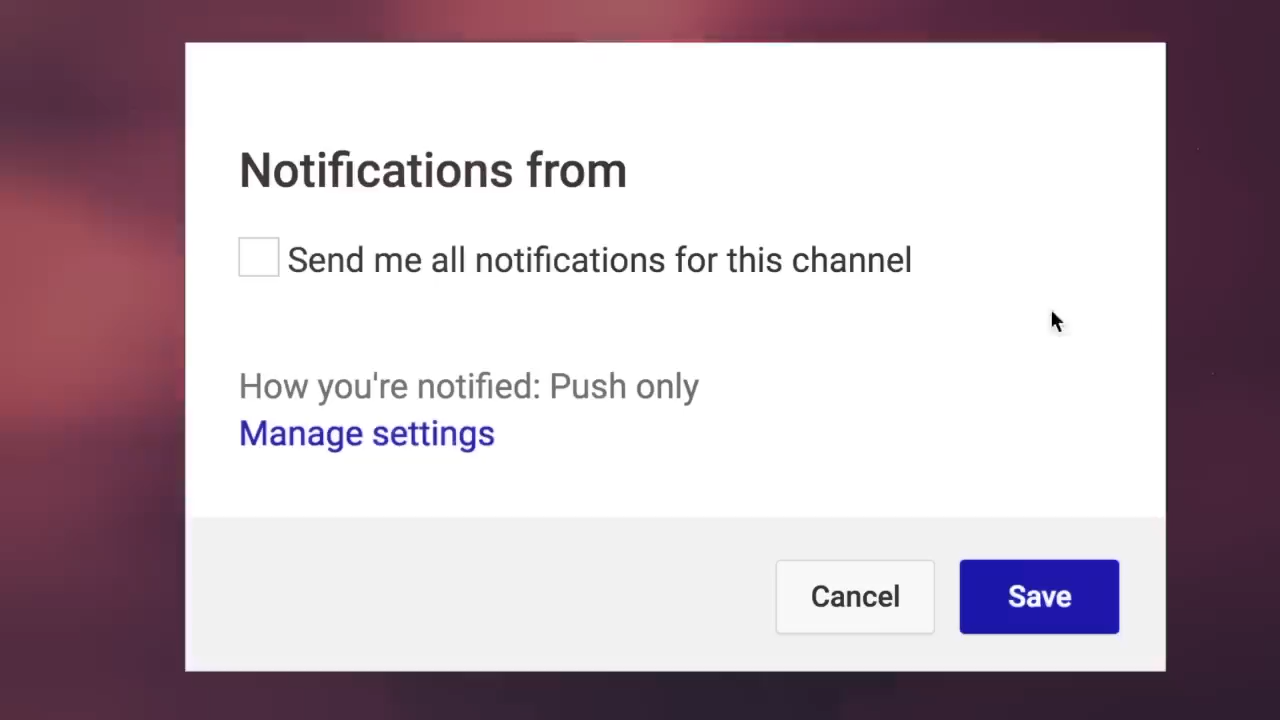 Notifications from
Send me all notifications for this channel
How you're notified: Push only
Manage settings
Cancel
Save